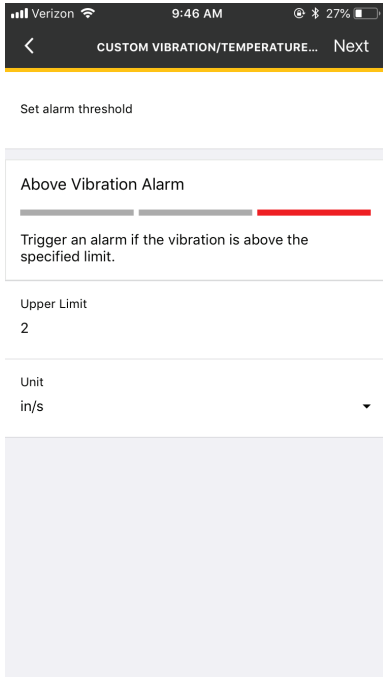 Verizon 9:46 AM 27%
CUSTOM VIBRATION/TEMPERATURE... Next
Set alarm threshold
Above Vibration Alarm
Trigger an alarm if the vibration is above the
specified limit.
Upper Limit
2
Unit
in/s